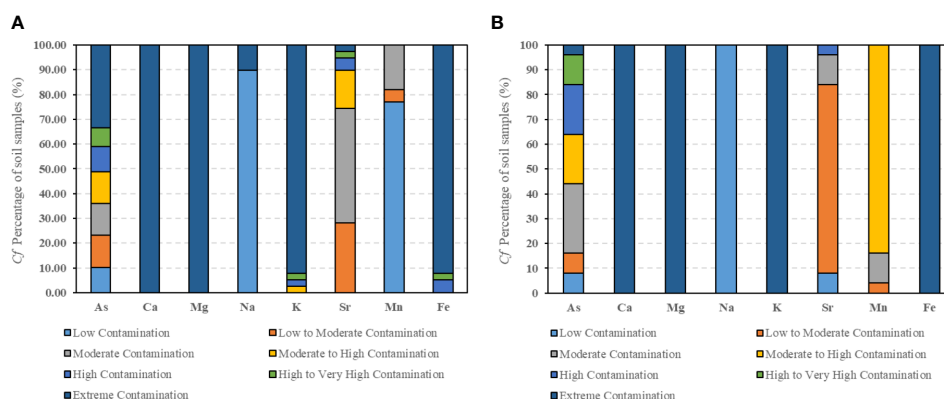 A
Cf Percentage of soil samples (%)
100.00
90.00
80.00
70.00
60.00
50.00
40.00
30.00
20.00
10.00
0.00
As Ca Mg Na K Sr Mn Fe
Low Contamination Low to Moderate Contamination
Moderate Contamination Moderate to High Contamination
High Contamination High to Very High Contamination
Extreme Contamination
B
Cf Percentage of soil samples (%)
100
90
80
70
60
50
40
30
20
10
0
As Ca Mg Na K Sr Mn Fe
Low Contamination Low to Moderate Contamination
Moderate Contamination Moderate to High Contamination
High Contamination High to Very High Contamination
Extreme Contamination